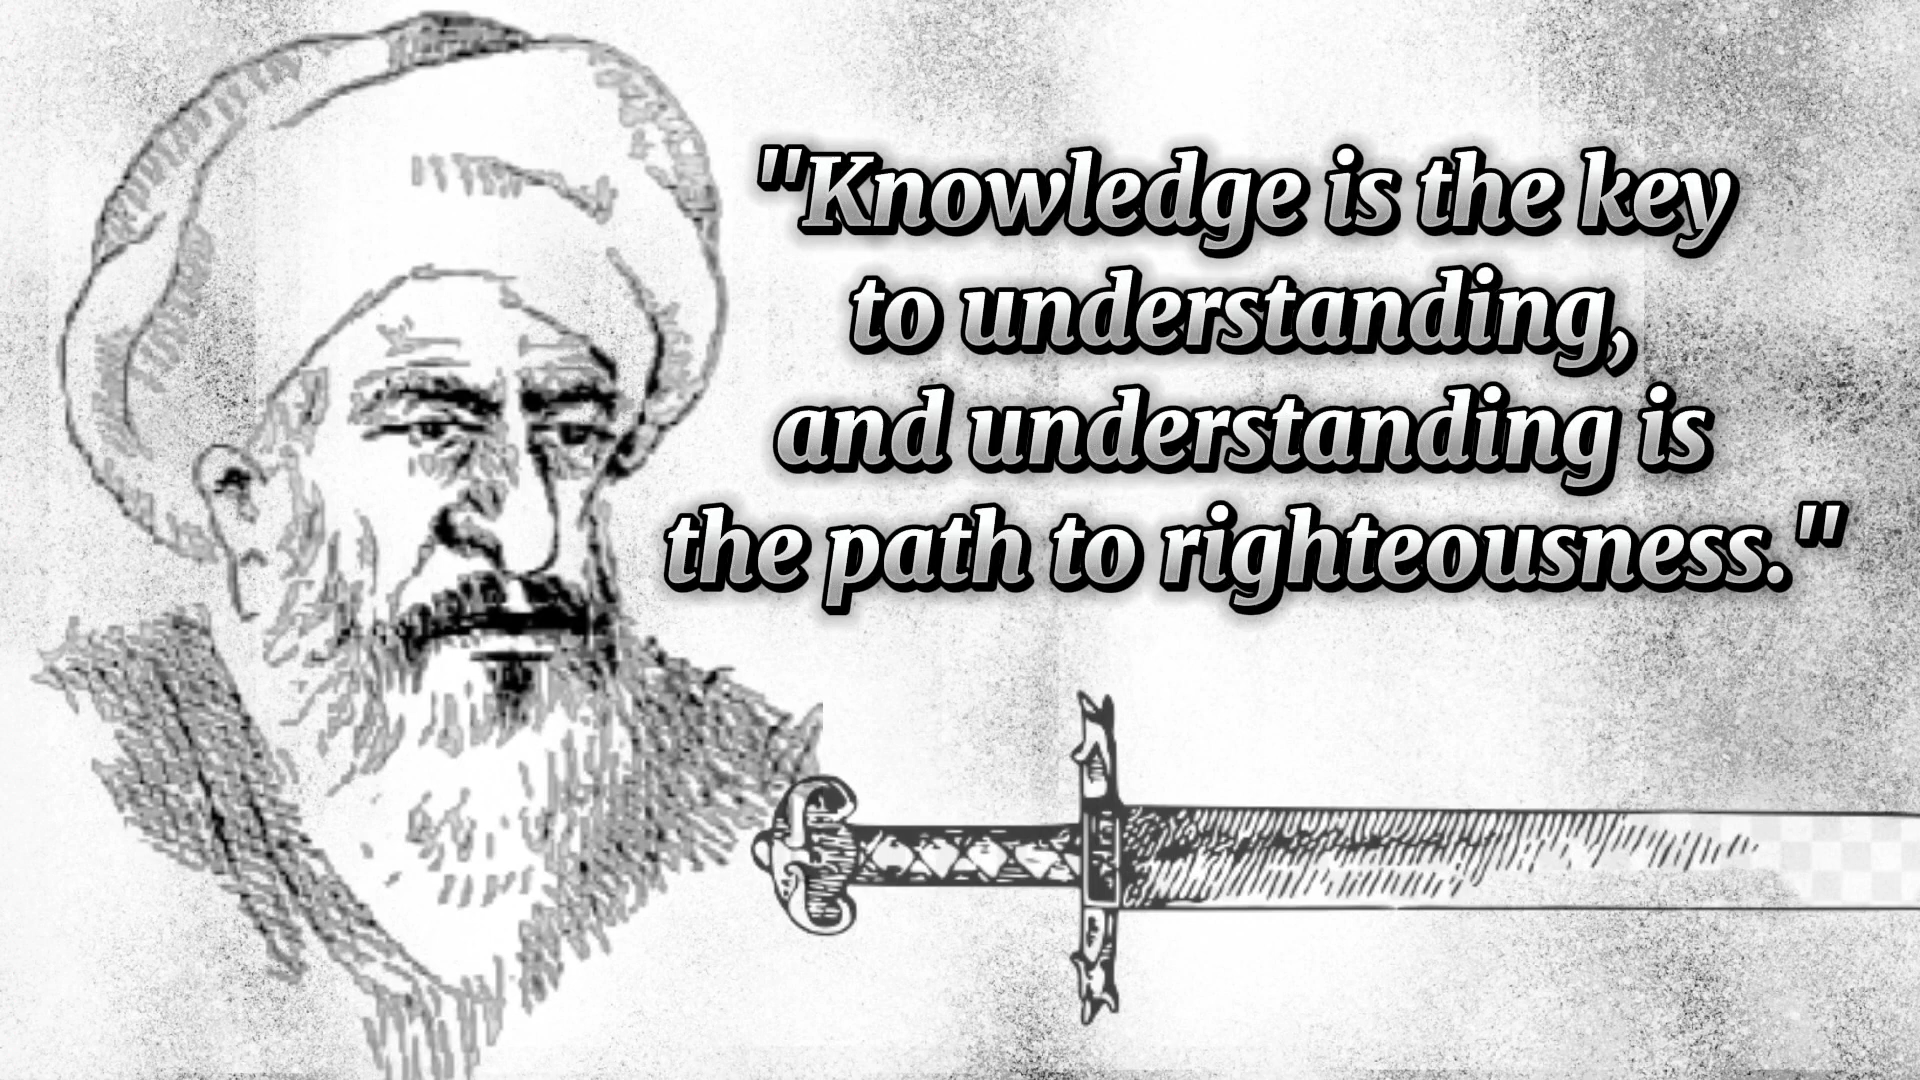 "Knowledge is the key
to understanding,
and understanding is
the path to righteousness."